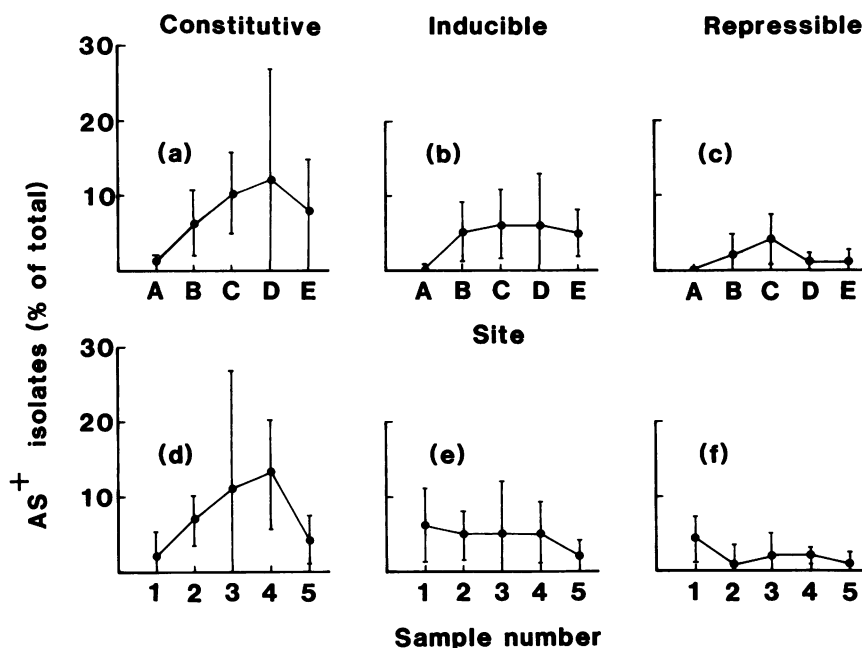 Constitutive Inducible Repressible
30
20
10
(a) (b) (c)
A B C D E A B C D E A B C D E
Site
30
20
10
(d) (e) (f)
1 2 3 4 5 1 2 3 4 5 1 2 3 4 5
Sample number
AS+ isolates (% of total)